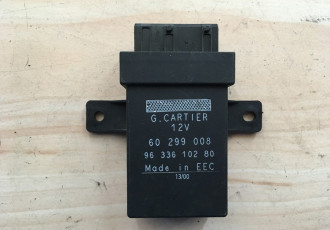 G.CARTIER
12V
60 299 008
96 336 102 80
Made in EEC
13/00